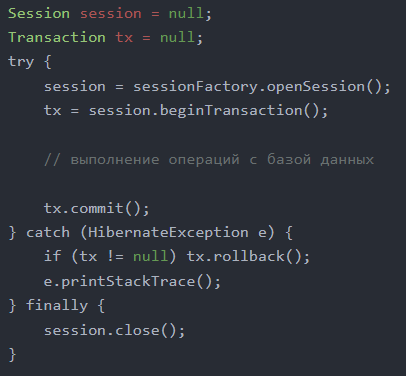 Session session = null;
Transaction tx = null;
try {
    session = sessionFactory.openSession();
    tx = session.beginTransaction();

    // выполнение операций с базой данных

    tx.commit();
} catch (HibernateException e) {
    if (tx != null) tx.rollback();
    e.printStackTrace();
} finally {
    session.close();
}